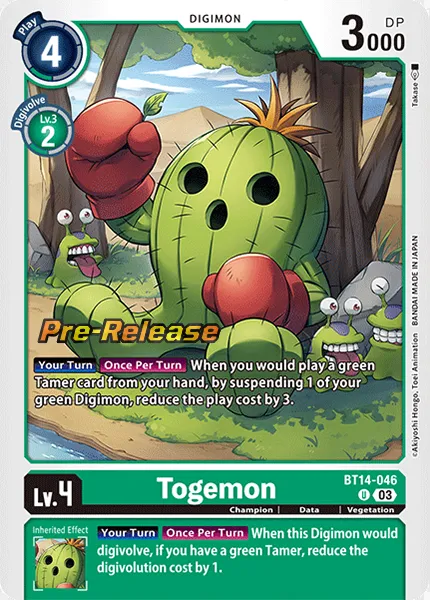 DIGIMON
Play
4
DP
3000
Digivolve
Lv.3
2
Takase
©Akiyoshi Hongo, Toei Animation BANDAI MADE IN JAPAN
Pre-Release
Your Turn Once Per Turn When you would play a green
Tamer card from your hand, by suspending 1 of your
green Digimon, reduce the play cost by 3.
BT14-046
Lv.4 Togemon U 03
Champion | Data | Vegetation
Inherited Effect
Your Turn Once Per Turn When this Digimon would
digivolve, if you have a green Tamer, reduce the
digivolution cost by 1.